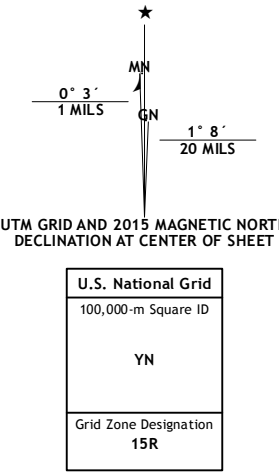 MN
0° 3´
1 MILS
GN
1° 8´
20 MILS
UTM GRID AND 2015 MAGNETIC NORTH
DECLINATION AT CENTER OF SHEET
U.S. National Grid
100,000-m Square ID
YN
Grid Zone Designation
15R